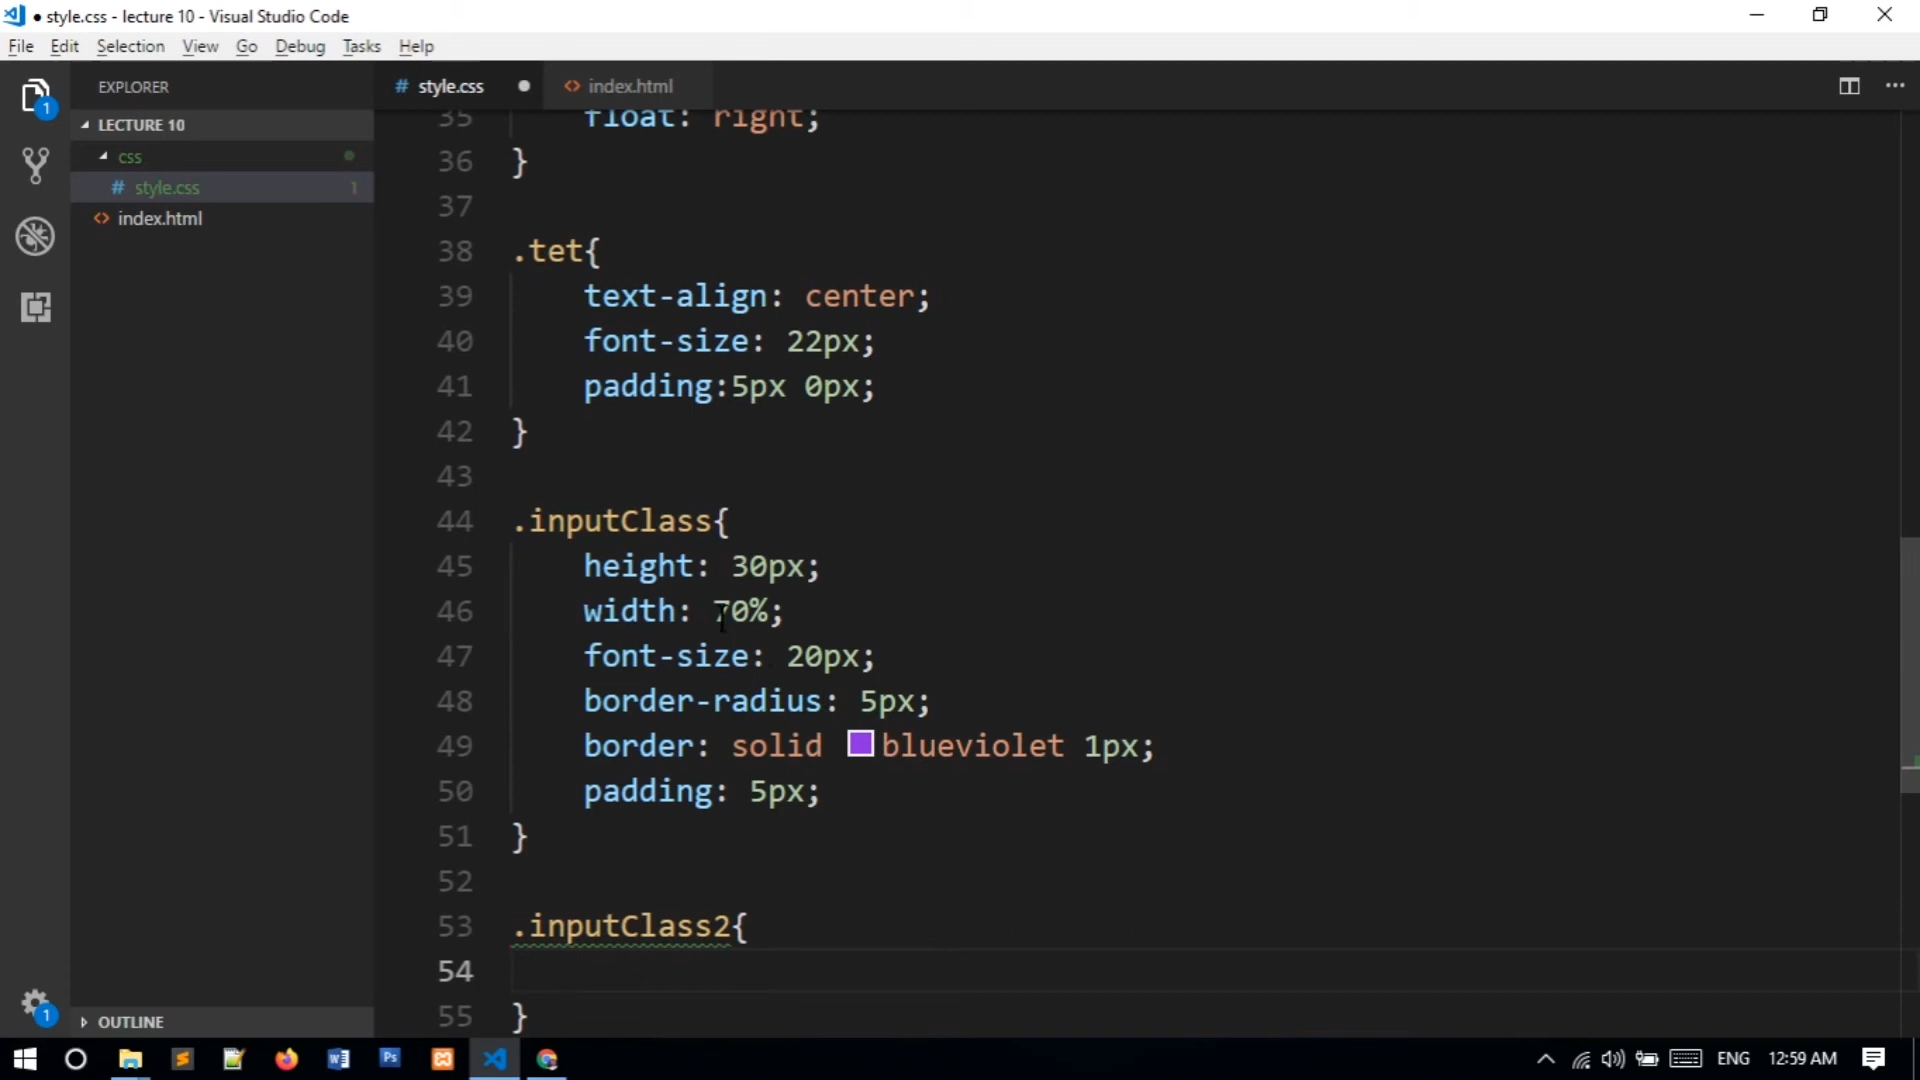 ● style.css - lecture 10 - Visual Studio Code
File Edit Selection View Go Debug Tasks Help
EXPLORER
LECTURE 10
css
# style.css 1
<> index.html
OUTLINE
1
1
# style.css ● <> index.html ...
35 float: right;
36 }
37
38 .tet{
39 text-align: center;
40 font-size: 22px;
41 padding:5px 0px;
42 }
43
44 .inputClass{
45 height: 30px;
46 width: 70%;
47 font-size: 20px;
48 border-radius: 5px;
49 border: solid blueviolet 1px;
50 padding: 5px;
51 }
52
53 .inputClass2{
54
55 }
Ps
ENG 12:59 AM